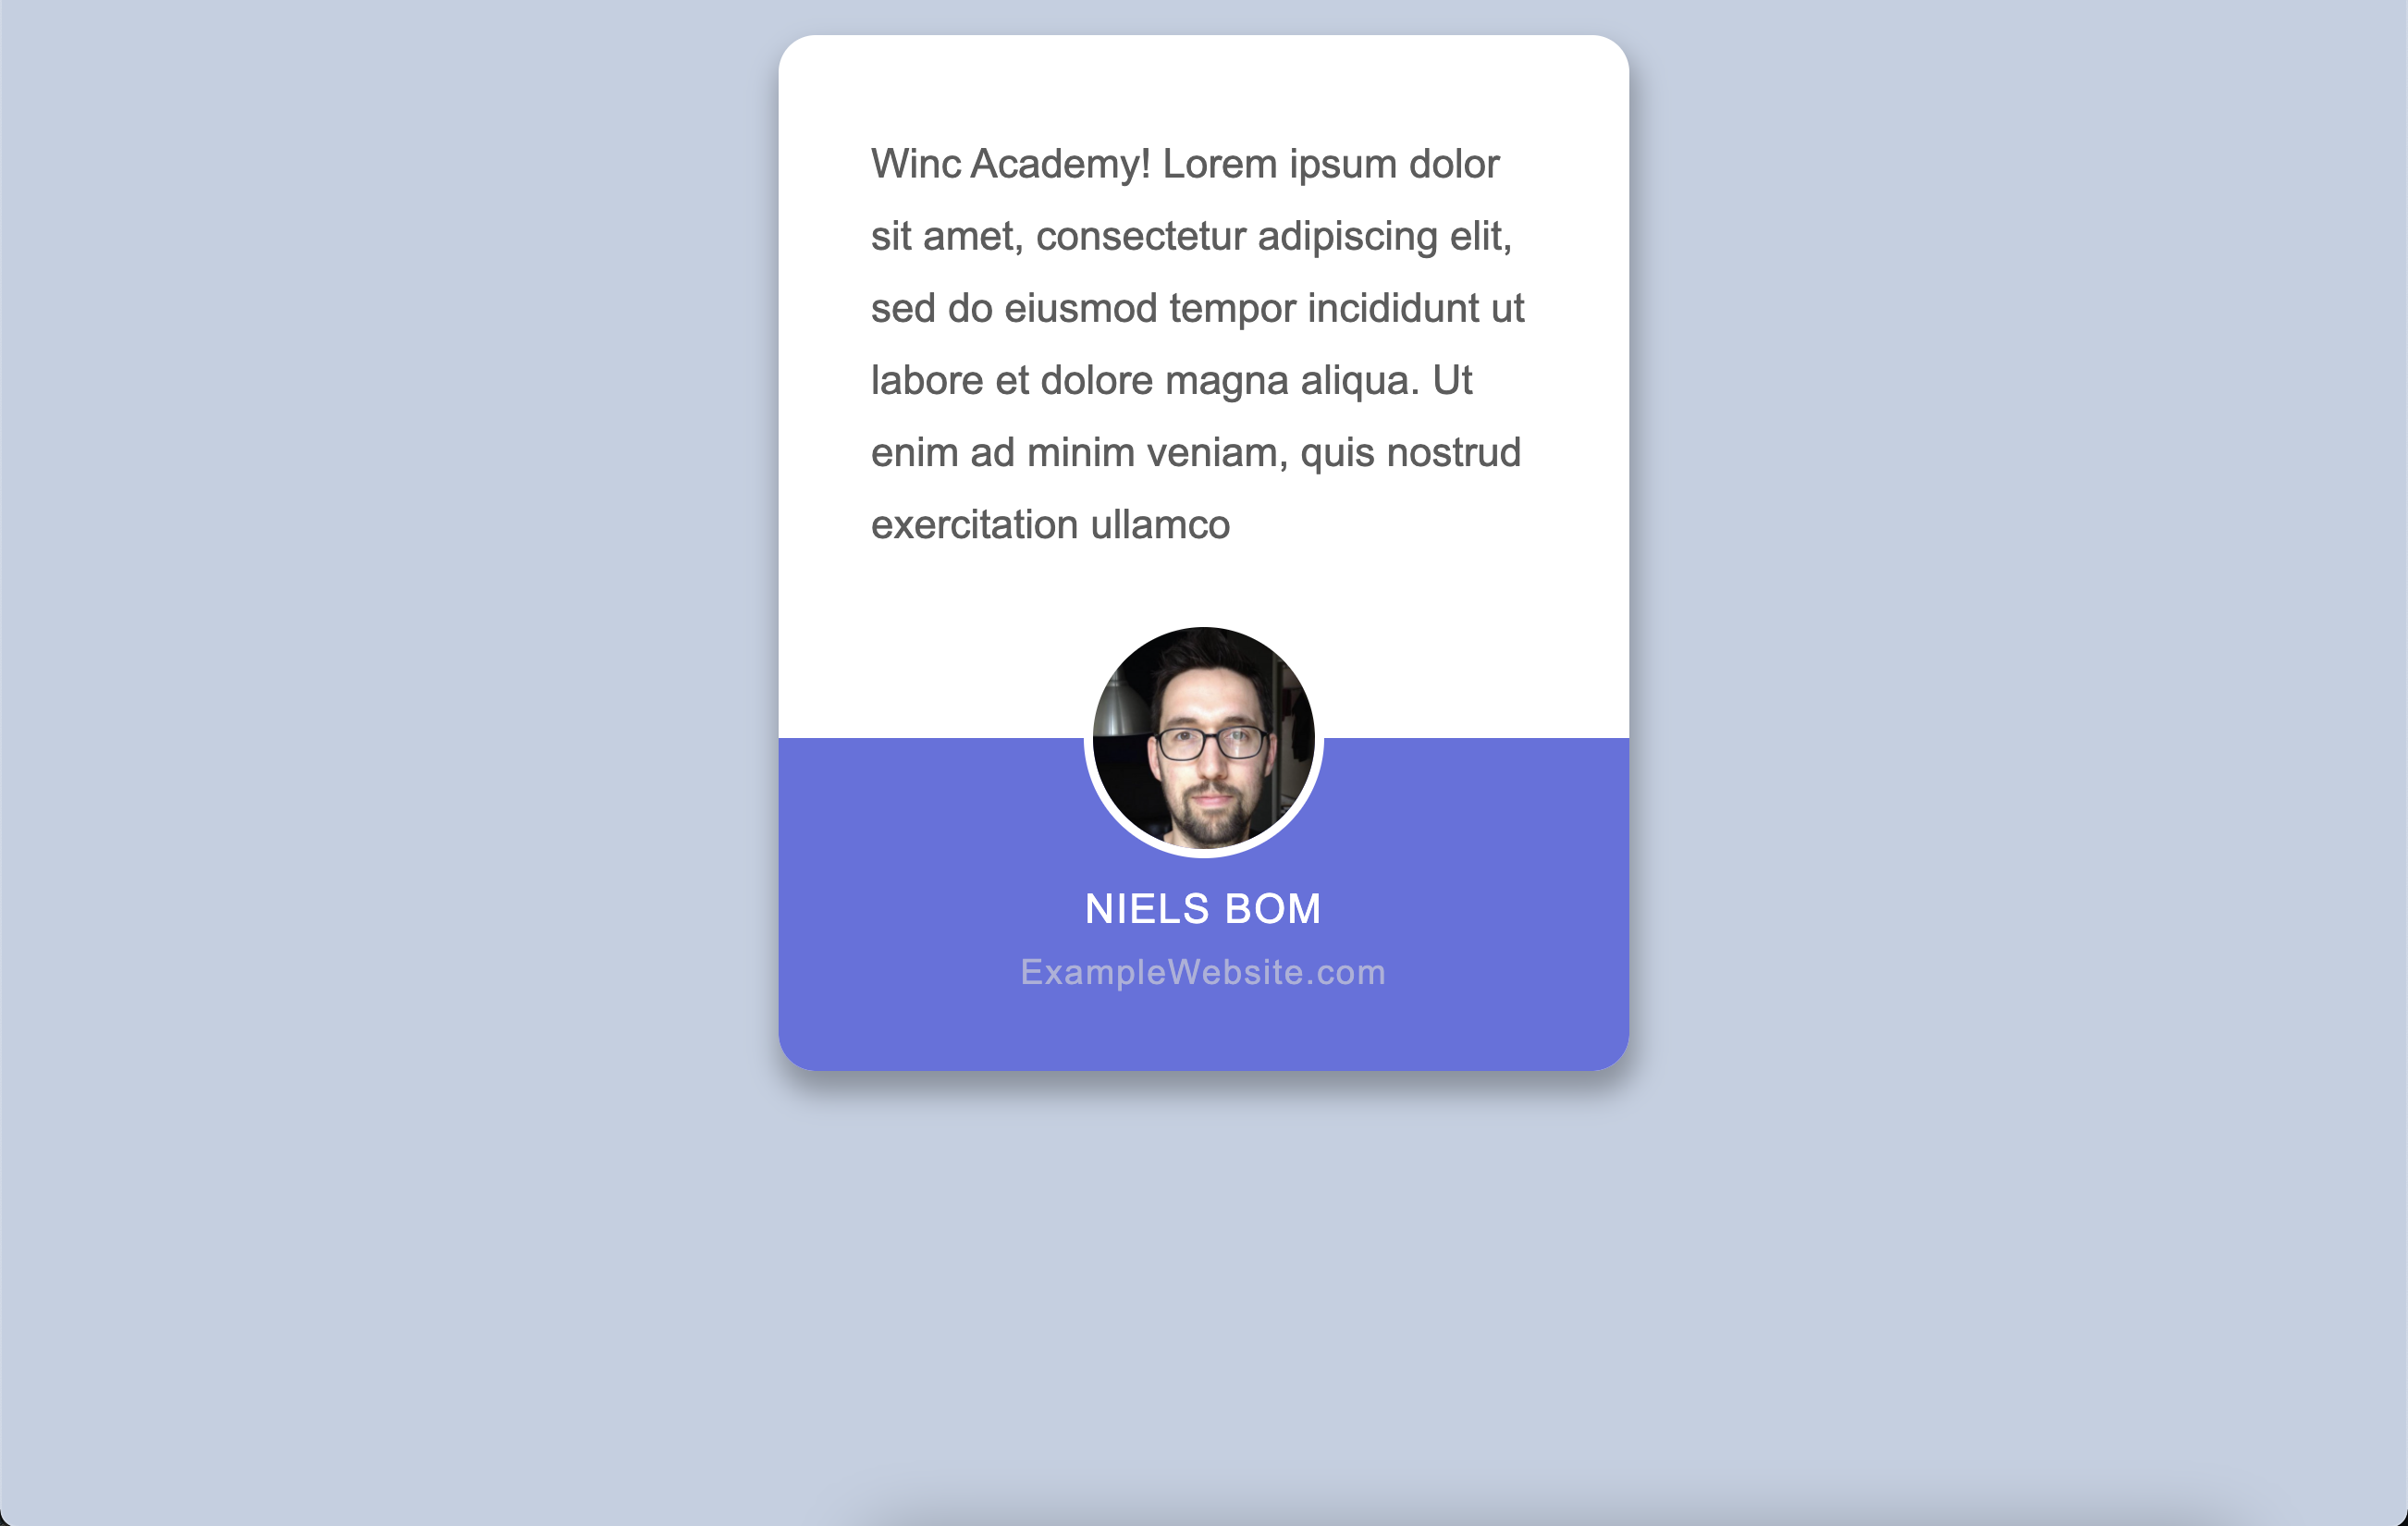 Winc Academy! Lorem ipsum dolor
sit amet, consectetur adipiscing elit,
sed do eiusmod tempor incididunt ut
labore et dolore magna aliqua. Ut
enim ad minim veniam, quis nostrud
exercitation ullamco
NIELS BOM
ExampleWebsite.com